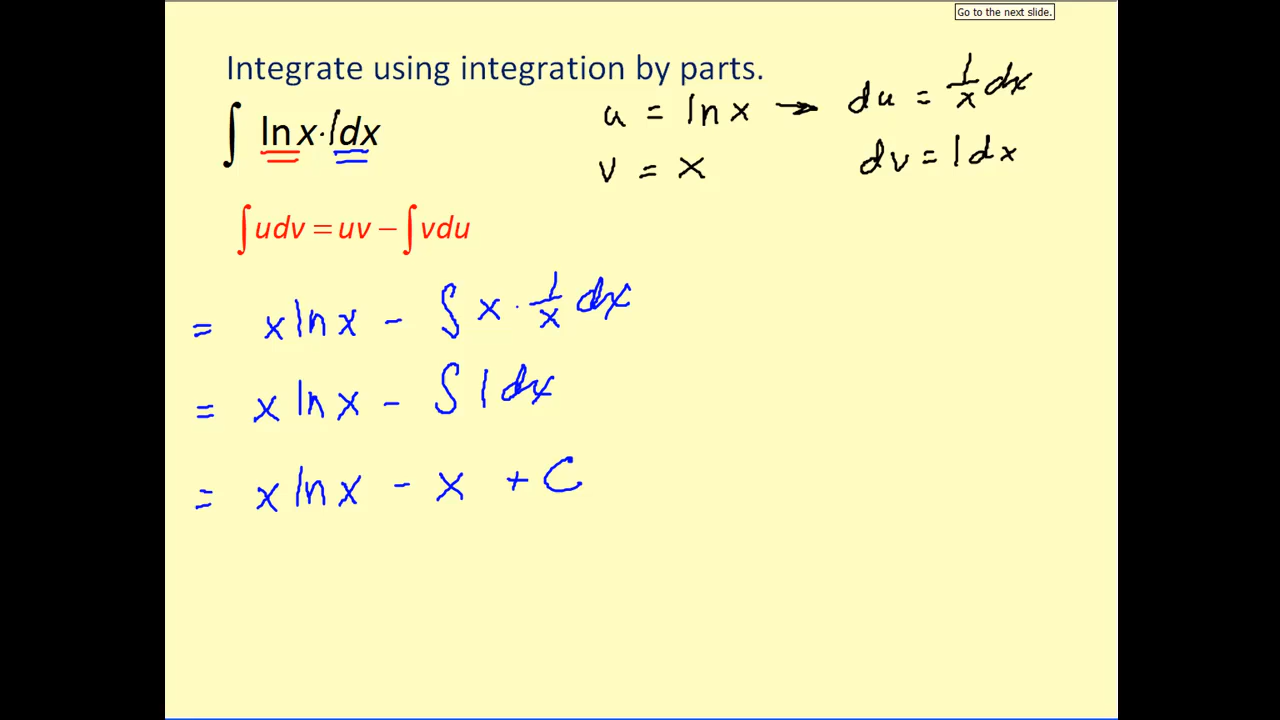 Go to the next slide.
Integrate using integration by parts.
∫ ln x · 1dx
u = ln x → du = 1/x dx
v = x dv = 1 dx
∫udv = uv − ∫vdu
= x ln x - ∫ x · 1/x dx
= x ln x - ∫ 1 dx
= x ln x - x + C